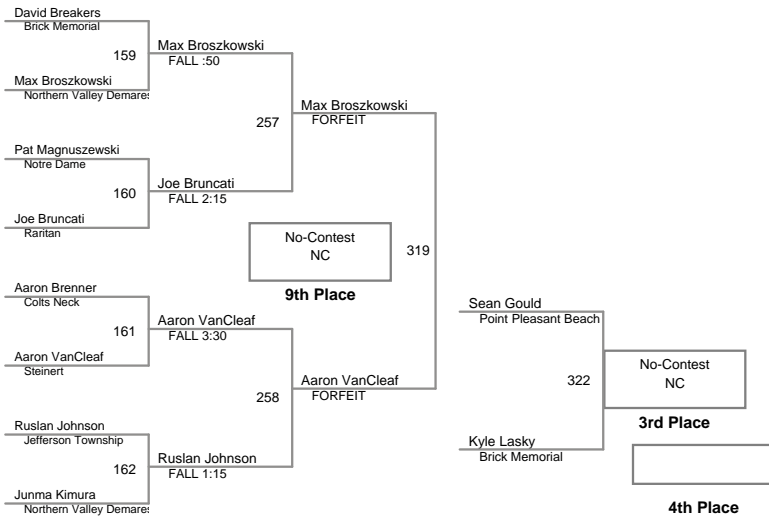 David Breakers
Brick Memorial
159
Max Broszkowski
Northern Valley Demares
Max Broszkowski
FALL :50
257
Pat Magnuszewski
Notre Dame
160
Joe Bruncati
Raritan
Joe Bruncati
FALL 2:15
Max Broszkowski
FORFEIT
319
No-Contest
NC
9th Place
Aaron Brenner
Colts Neck
161
Aaron VanCleaf
Steinert
Aaron VanCleaf
FALL 3:30
258
Ruslan Johnson
Jefferson Township
162
Junma Kimura
Northern Valley Demares
Ruslan Johnson
FALL 1:15
Aaron VanCleaf
FORFEIT
Sean Gould
Point Pleasant Beach
322
Kyle Lasky
Brick Memorial
No-Contest
NC
3rd Place
4th Place